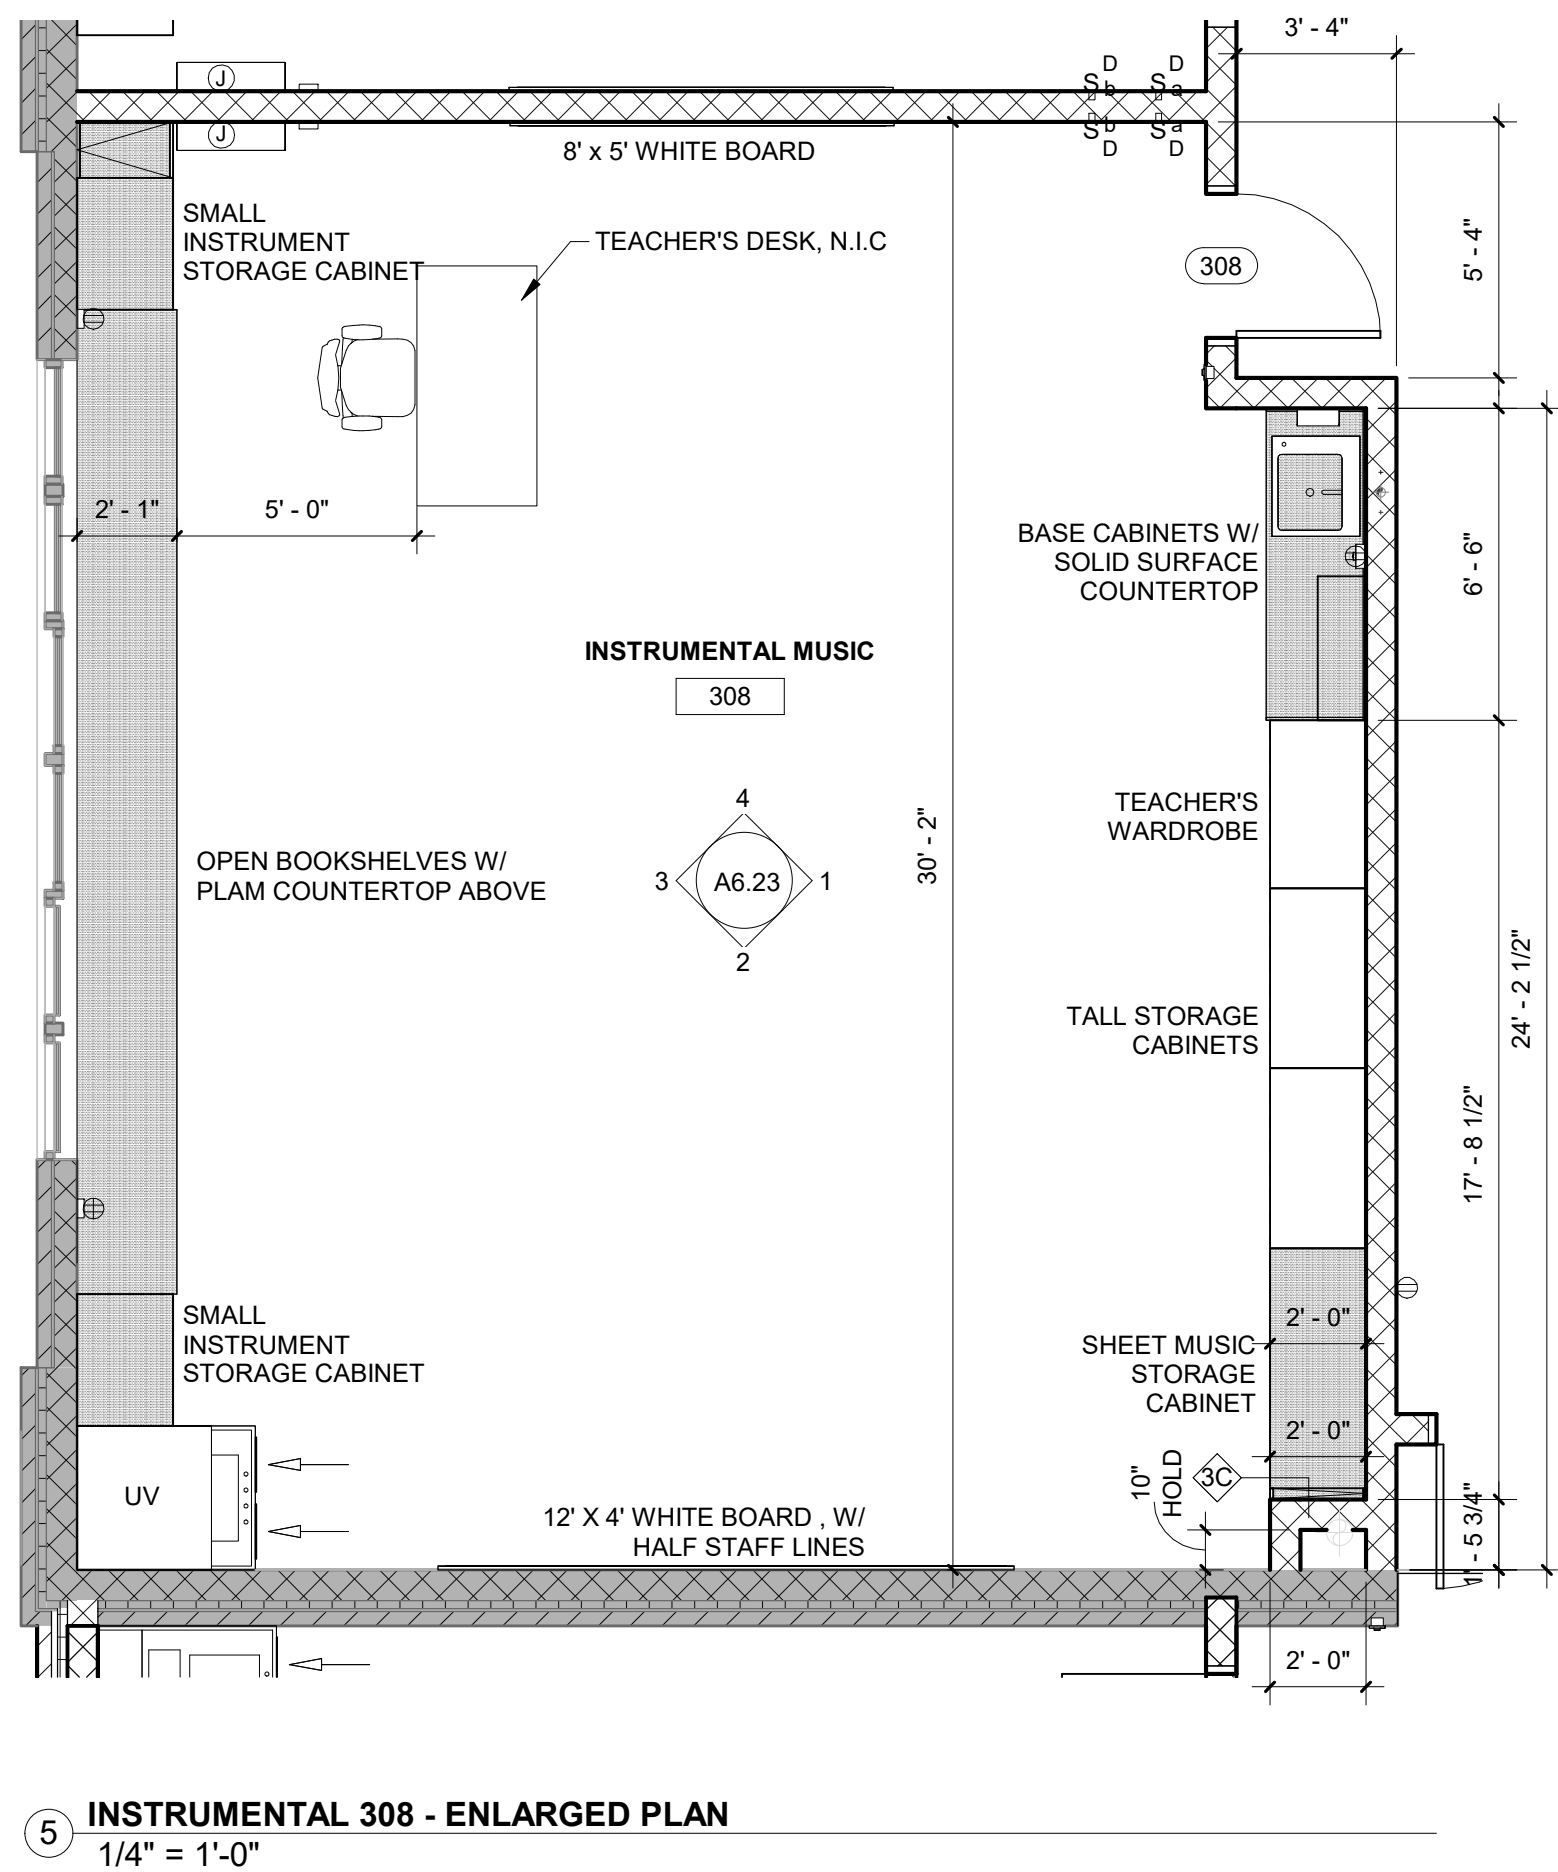 3' - 4"
J
J
D
S b
D
S a
S b
D
S a
D
8' x 5' WHITE BOARD
SMALL
INSTRUMENT
STORAGE CABINET
TEACHER'S DESK, N.I.C
308
5' - 4"
2' - 1"
5' - 0"
BASE CABINETS W/
SOLID SURFACE
COUNTERTOP
6' - 6"
INSTRUMENTAL MUSIC
308
TEACHER'S
WARDROBE
4
3
A6.23
1
2
30' - 2"
OPEN BOOKSHELVES W/
PLAM COUNTERTOP ABOVE
TALL STORAGE
CABINETS
24' - 2 1/2"
17' - 8 1/2"
SMALL
INSTRUMENT
STORAGE CABINET
2' - 0"
SHEET MUSIC
STORAGE
CABINET
2' - 0"
10"
HOLD
3C
1' - 5 3/4"
UV
12' X 4' WHITE BOARD , W/
HALF STAFF LINES
2' - 0"
5
INSTRUMENTAL 308 - ENLARGED PLAN
1/4" = 1'-0"